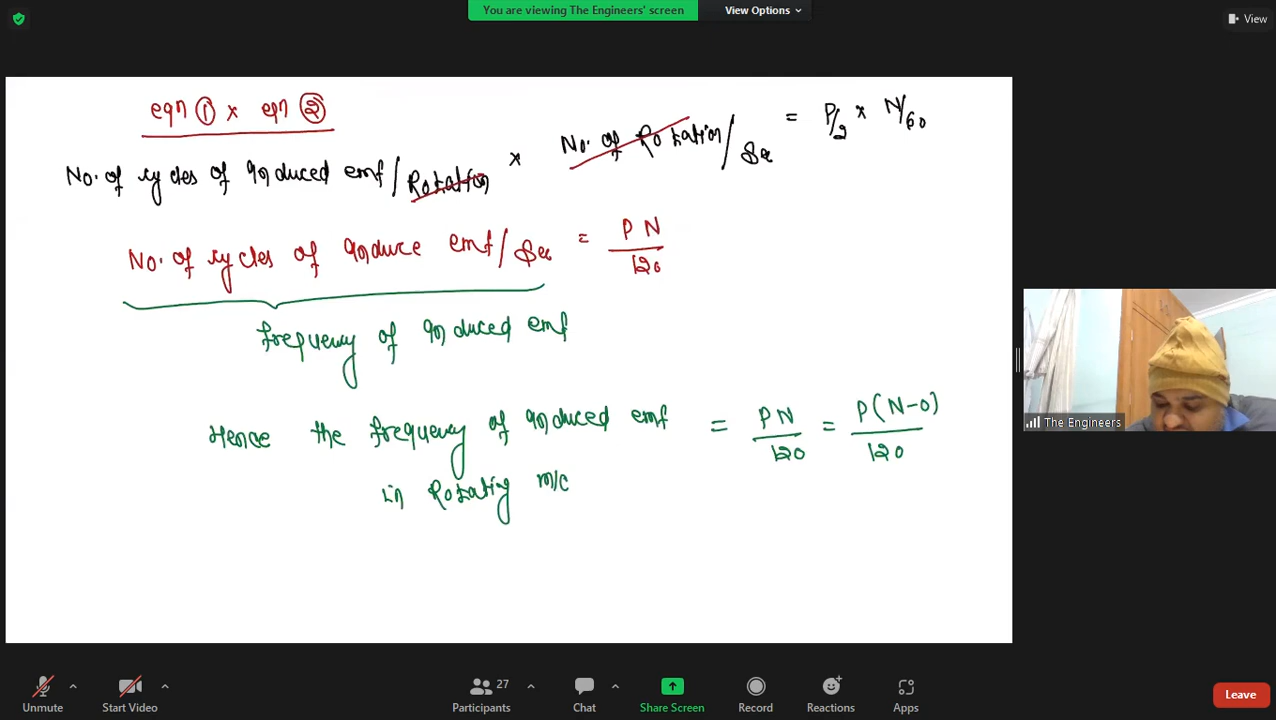 You are viewing The Engineers' screen
View Options
View
eqn ① x eqn ②
No. of cycles of induced emf / Rotation x No. of Rotation / Sec = P/2 x N/60
No. of cycles of induce emf / Sec = PN / 120
frequency of induced emf
Hence the frequency of induced emf = PN / 120 = P(N-0) / 120
in Rotating m/c
The Engineers
Unmute
Start Video
27
Participants
Chat
Share Screen
Record
Reactions
Apps
Leave